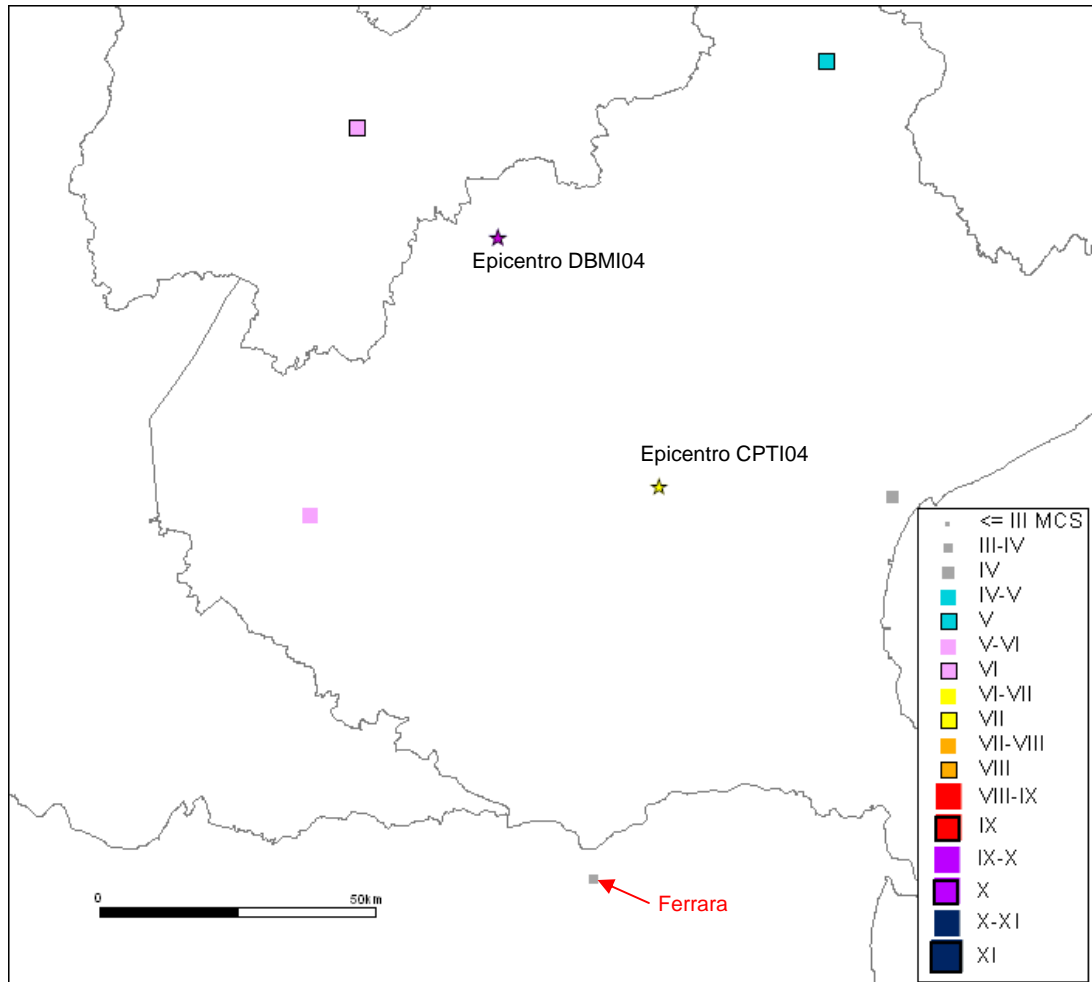 Epicentro DBMI04
Epicentro CPTI04
<= III MCS
III-IV
IV
IV-V
V
V-VI
VI
VI-VII
VII
VII-VIII
VIII
VIII-IX
IX
IX-X
X
X-XI
XI
0
50km
Ferrara